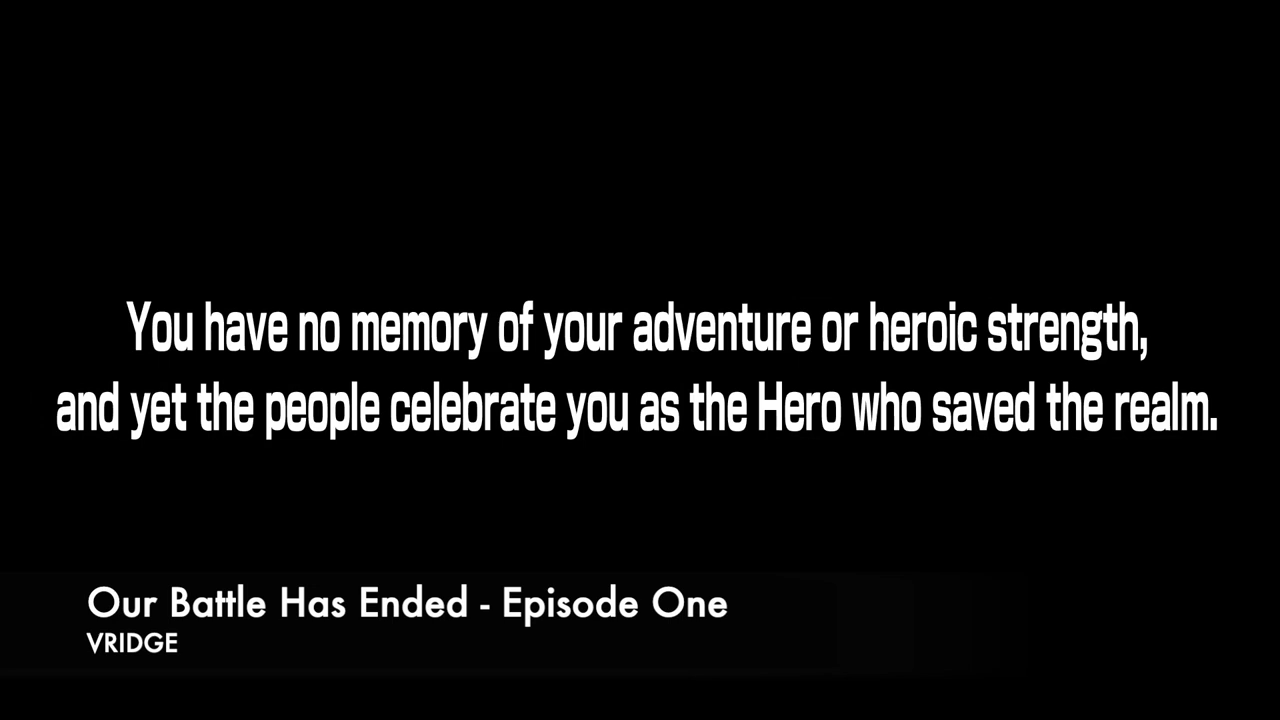 You have no memory of your adventure or heroic strength,
and yet the people celebrate you as the Hero who saved the realm.
Our Battle Has Ended - Episode One
VRIDGE